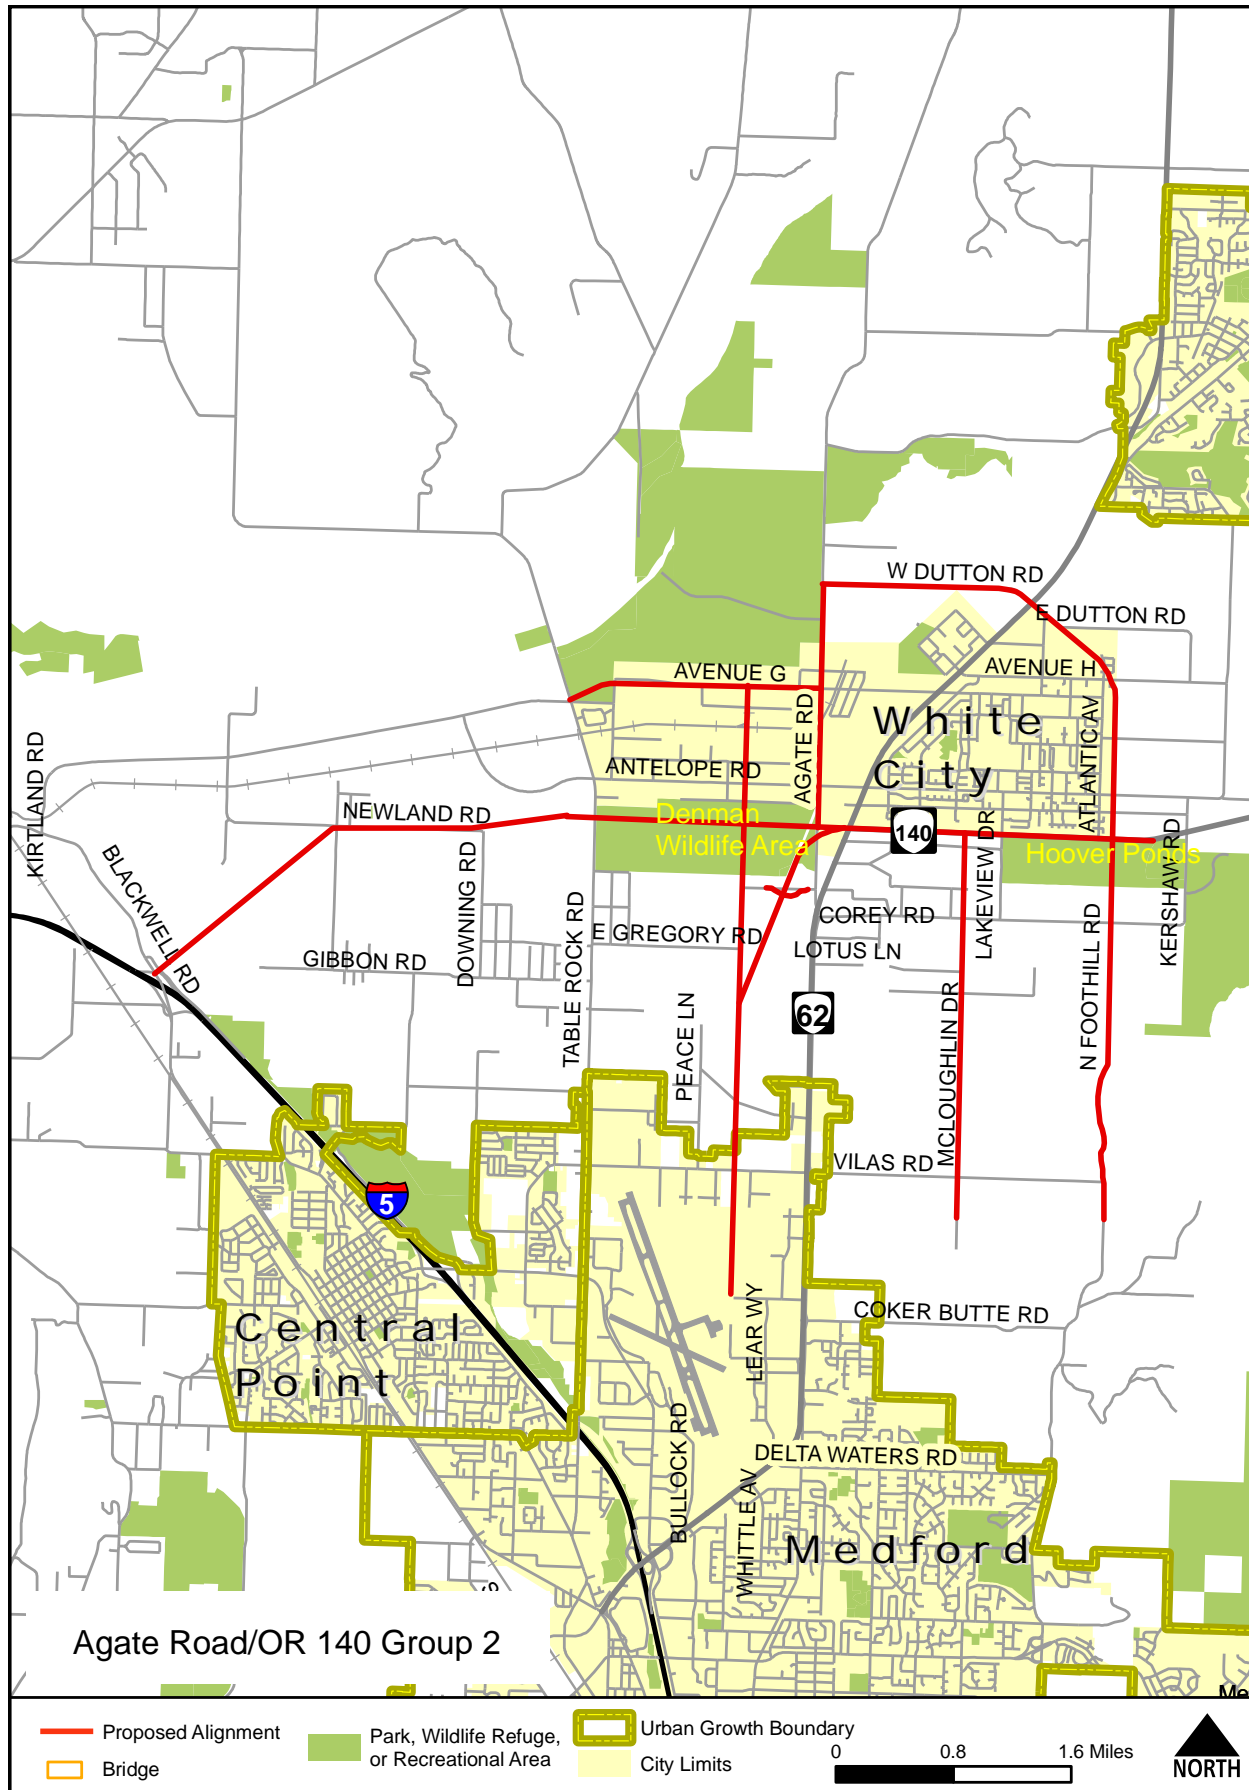 W DUTTON RD
E DUTTON RD
AVENUE G
AVENUE H
AGATE RD
White
City
ATLANTIC AV
KIRTLAND RD
ANTELOPE RD
NEWLAND RD
Denman
Wildlife Area
140
LAKEVIEW DR
Hoover Ponds
KERSHAW RD
BLACKWELL RD
DOWNING RD
TABLE ROCK RD
E GREGORY RD
COREY RD
LOTUS LN
GIBBON RD
62
PEACE LN
MCLOUGHLIN DR
N FOOTHILL RD
VILAS RD
5
LEAR WY
COKER BUTTE RD
Central
Point
BULLOCK RD
WHITTLE AV
DELTA WATERS RD
Medford
S
Me
Agate Road/OR 140 Group 2
Proposed Alignment
Bridge
Park, Wildlife Refuge,
or Recreational Area
Urban Growth Boundary
City Limits
0 0.8 1.6 Miles
NORTH